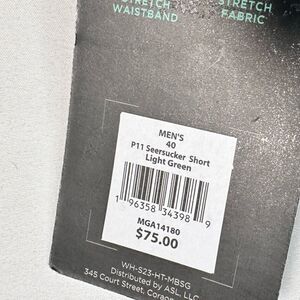 STRETCH WAISTBAND
STRETCH FABRIC
MEN'S
40
P11 Seersucker Short
Light Green
1 96358 34398 9
MGA14180
$75.00
WH-S23-HT-MBSG
Distributed by ASL, LLC
345 Court Street,